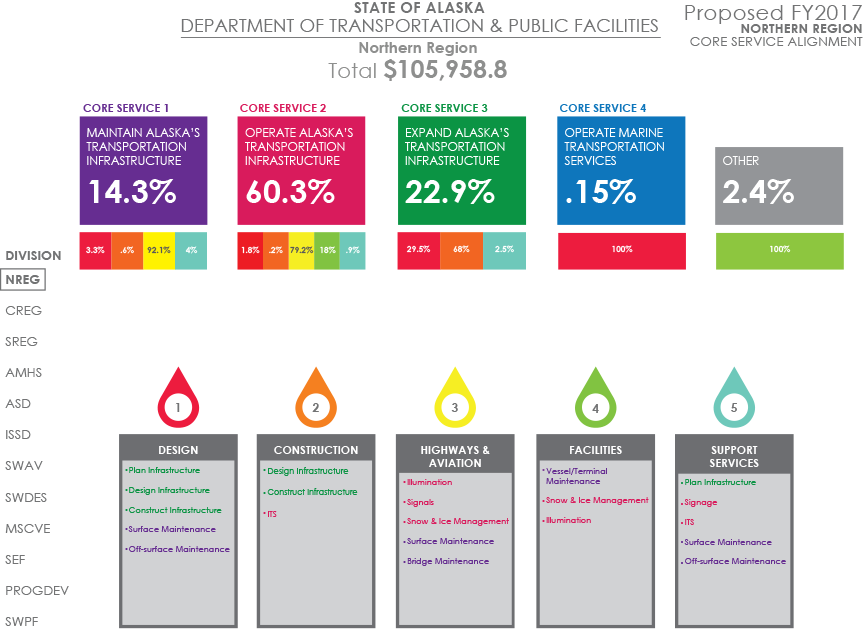 STATE OF ALASKA
DEPARTMENT OF TRANSPORTATION & PUBLIC FACILITIES
Northern Region
Total $105,958.8
Proposed FY2017
NORTHERN REGION
CORE SERVICE ALIGNMENT
CORE SERVICE 1
MAINTAIN ALASKA'S
TRANSPORTATION
INFRASTRUCTURE
14.3%
3.3% .6% 92.1% 4%
CORE SERVICE 2
OPERATE ALASKA'S
TRANSPORTATION
INFRASTRUCTURE
60.3%
1.8% .2% 79.2% 18% .9%
CORE SERVICE 3
EXPAND ALASKA'S
TRANSPORTATION
INFRASTRUCTURE
22.9%
29.5% 68% 2.5%
CORE SERVICE 4
OPERATE MARINE
TRANSPORTATION
SERVICES
.15%
100%
OTHER
2.4%
100%
DIVISION
NREG
CREG
SREG
AMHS
ASD
ISSD
SWAV
SWDES
MSCVE
SEF
PROGDEV
SWPF
1
DESIGN
•Plan Infrastructure
•Design Infrastructure
•Construct Infrastructure
•Surface Maintenance
•Off-surface Maintenance
2
CONSTRUCTION
•Design Infrastructure
•Construct Infrastructure
•ITS
3
HIGHWAYS &
AVIATION
•Illumination
•Signals
•Snow & Ice Management
•Surface Maintenance
•Bridge Maintenance
4
FACILITIES
•Vessel/Terminal
Maintenance
•Snow & Ice Management
•Illumination
5
SUPPORT
SERVICES
•Plan Infrastructure
•Signage
•ITS
•Surface Maintenance
•Off-surface Maintenance